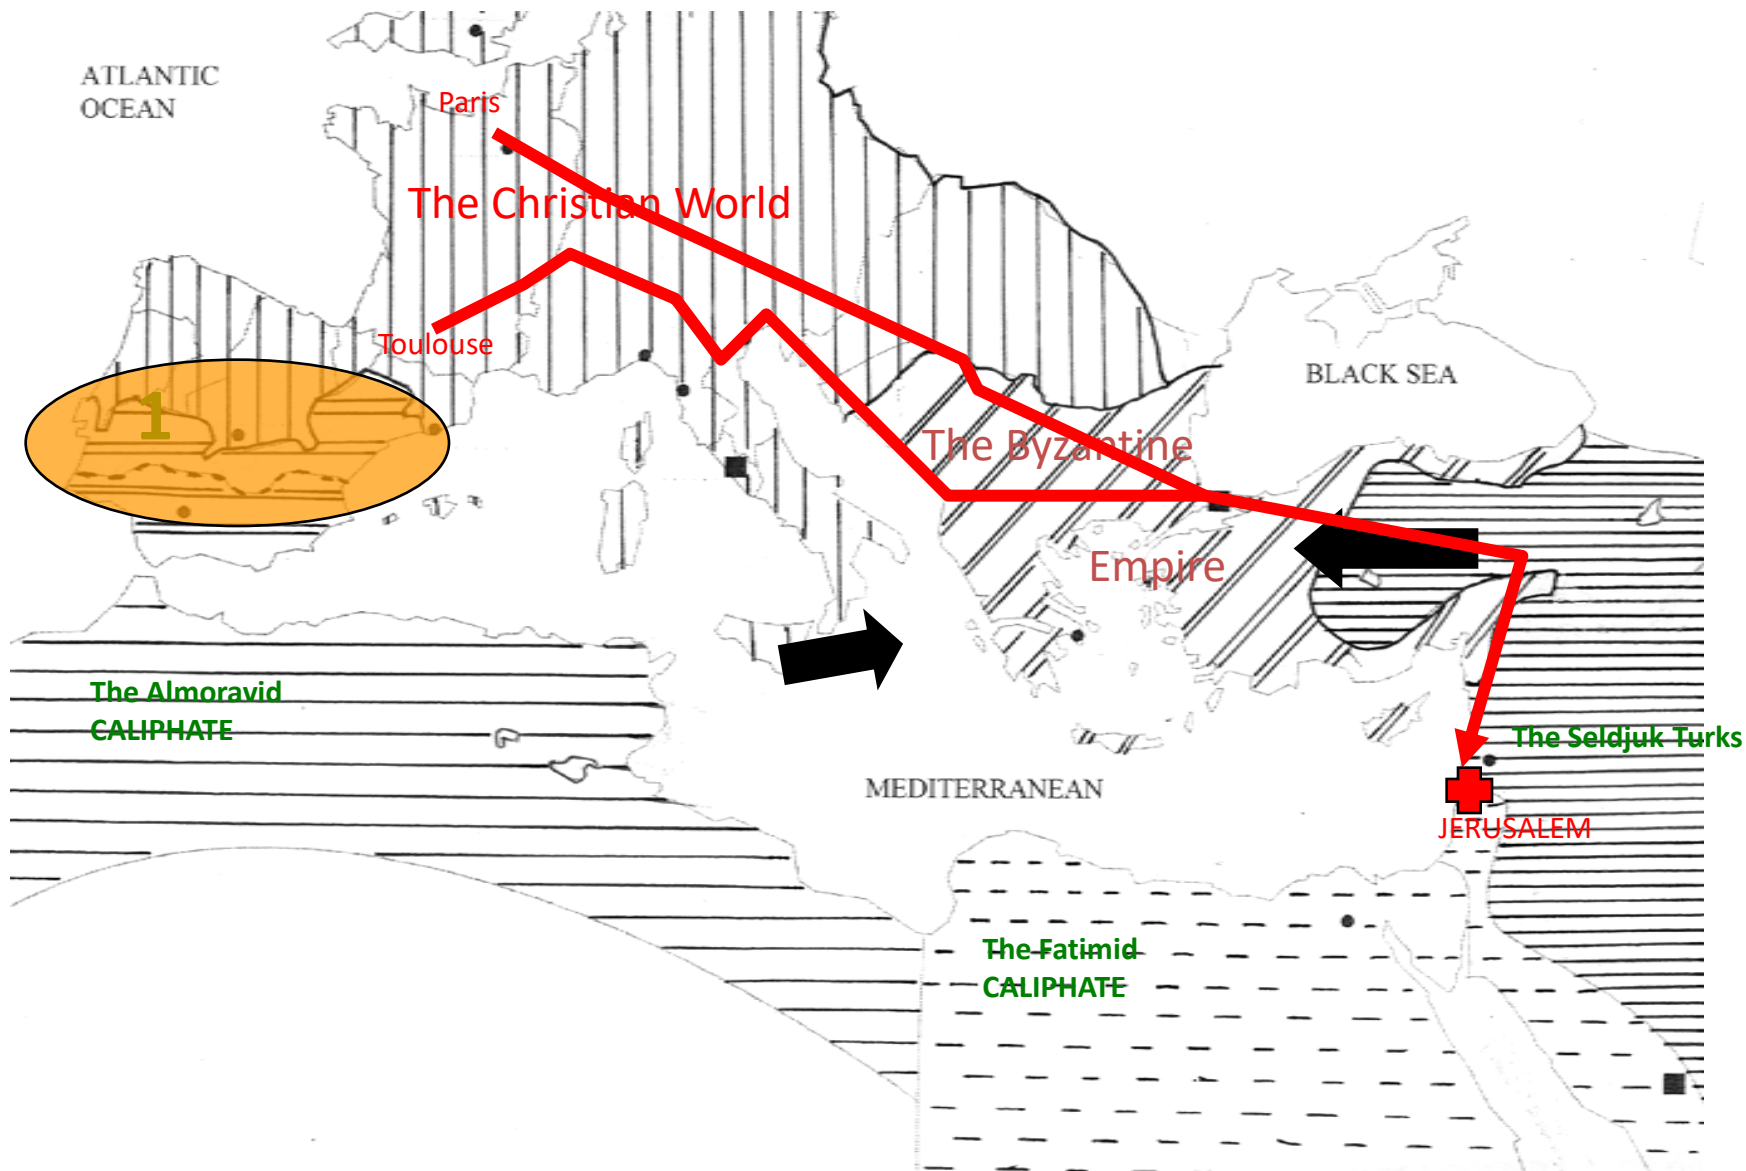 ATLANTIC
OCEAN
Paris
The Christian World
Toulouse
BLACK SEA
1
The Byzantine
Empire
The Almoravid
CALIPHATE
The Seldjuk Turks
MEDITERRANEAN
JERUSALEM
The Fatimid
CALIPHATE